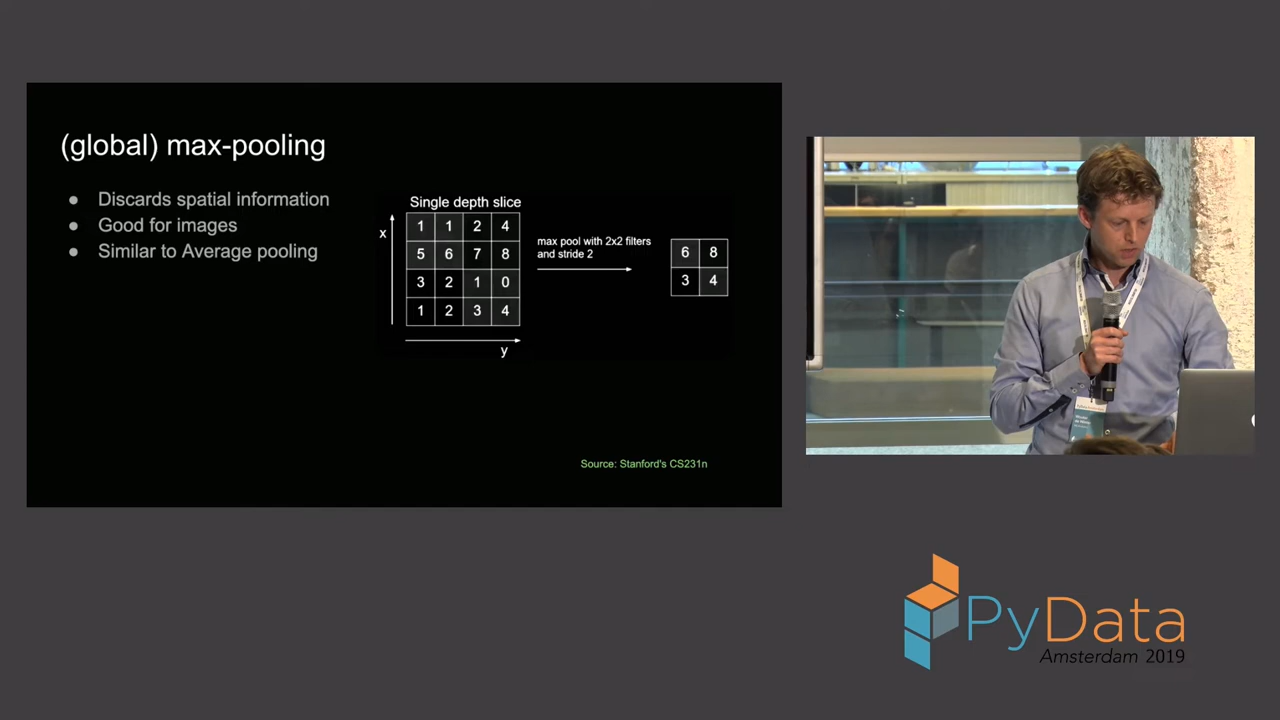 (global) max-pooling
● Discards spatial information
● Good for images
● Similar to Average pooling
Single depth slice
x
1 1 2 4
5 6 7 8
3 2 1 0
1 2 3 4
y
max pool with 2x2 filters
and stride 2
6 8
3 4
Source: Stanford's CS231n
PyData
Amsterdam 2019